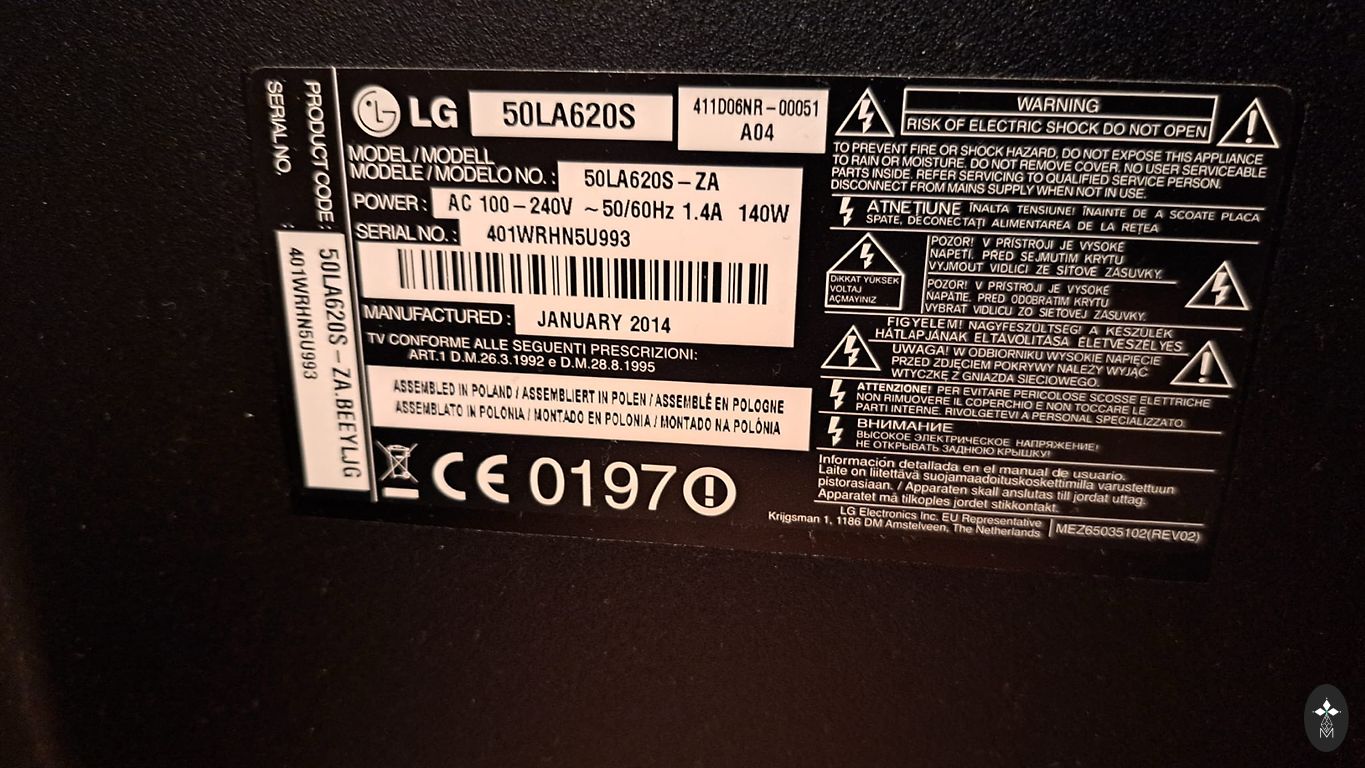 PRODUCT CODE :
SERIAL NO. :
50LA620S-ZA.BEEYLJG
401WRHN5U993
LG
50LA620S
411D06NR-00051
A04
MODEL / MODELL
MODELE / MODELO NO. : 50LA620S-ZA
POWER : AC 100-240V ~50/60Hz 1.4A 140W
SERIAL NO. : 401WRHN5U993
MANUFACTURED : JANUARY 2014
TV CONFORME ALLE SEGUENTI PRESCRIZIONI:
ART.1 D.M.26.3.1992 e D.M.28.8.1995
ASSEMBLED IN POLAND / ASSEMBLIERT IN POLEN / ASSEMBLÉ EN POLOGNE
ASSEMBLATO IN POLONIA / MONTADO EN POLONIA / MONTADO NA POLÓNIA
CE 0197
WARNING
RISK OF ELECTRIC SHOCK DO NOT OPEN
TO PREVENT FIRE OR SHOCK HAZARD, DO NOT EXPOSE THIS APPLIANCE
TO RAIN OR MOISTURE. DO NOT REMOVE COVER. NO USER SERVICEABLE
PARTS INSIDE. REFER SERVICING TO QUALIFIED SERVICE PERSON.
DISCONNECT FROM MAINS SUPPLY WHEN NOT IN USE.
ATNEȚIUNE ÎNALTA TENSIUNE! ÎNAINTE DE A SCOATE PLACA
SPATE, DECONECTAȚI ALIMENTAREA DE LA REȚEA
DİKKAT YÜKSEK
VOLTAJ
AÇMAYINIZ
POZOR! V PŘÍSTROJI JE VYSOKÉ
NAPĚTÍ. PŘED SEJMUTIM KRYTU
VYJMOUT VIDLICI ZE SÍŤOVÉ ZÁSUVKY.
POZOR! V PRÍSTROJI JE VYSOKÉ
NAPÄTIE. PRED ODOBRATIM KRYTU
VYBRAT VIDLICU ZO SIETOVEJ ZÁSUVKY.
FIGYELEM! NAGYFESZÜLTSÉG! A KÉSZÜLÉK
HÁTLAPJÁNAK ELTÁVOLÍTÁSA ÉLETVESZÉLYES
UWAGA! W ODBIORNIKU WYSOKIE NAPIĘCIE
PRZED ZDJĘCIEM POKRYWY NALEŻY WYJĄĆ
WTYCZKĘ Z GNIAZDA SIECIOWEGO.
ATTENZIONE! PER EVITARE PERICOLOSE SCOSSE ELETTRICHE
NON RIMUOVERE IL COPERCHIO E NON TOCCARE LE
PARTI INTERNE. RIVOLGETEVI A PERSONAL SPECIALIZZATO.
ВНИМАНИЕ
ВЫСОКОЕ ЭЛЕКТРИЧЕСКОЕ НАПРЯЖЕНИЕ!
НЕ ОТКРЫВАТЬ ЗАДНЮЮ КРЫШКУ!
Información detallada en el manual de usuario.
Laite on liitettävä suojamaadoituskoskettimilla varustettuun
pistorasiaan. / Apparaten skall anslutas till jordat uttag.
Apparatet må tilkoples jordet stikkontakt.
LG Electronics Inc. EU Representative
Krijgsman 1, 1186 DM Amstelveen, The Netherlands
MEZ65035102(REV02)
M